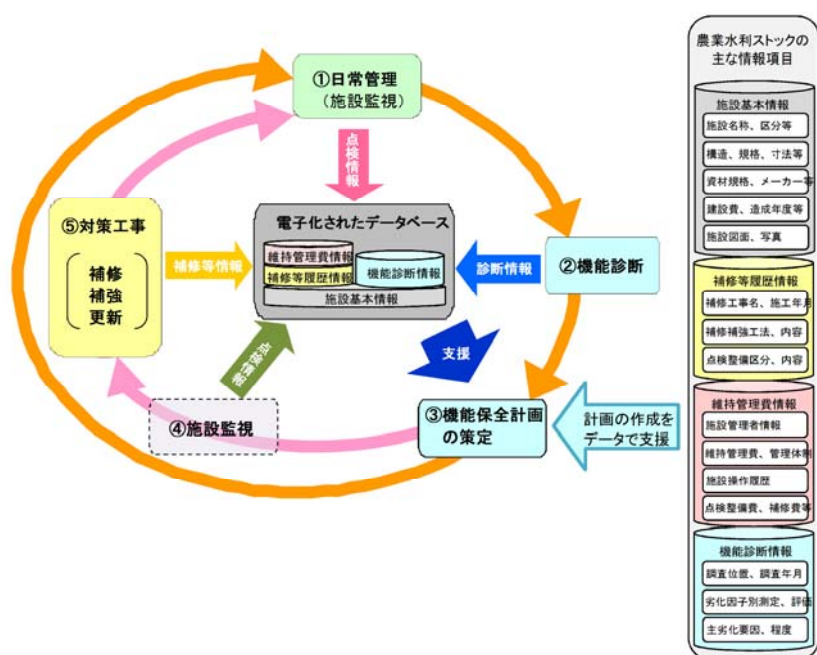 ①日常管理
(施設監視)
点検情報
⑤対策工事
補修
補強
更新
補修等情報
電子化されたデータベース
維持管理費情報
補修等履歴情報
機能診断情報
施設基本情報
診断情報
②機能診断
点検情報
支援
④施設監視
③機能保全計画
の策定
計画の作成を
データで支援
農業水利ストックの
主な情報項目
施設基本情報
施設名称、区分等
構造、規格、寸法等
資材規格、メーカー等
建設費、造成年度等
施設図面、写真
補修等履歴情報
補修工事名、施工年月
補修補強工法、内容
点検整備区分、内容
維持管理費情報
施設管理者情報
維持管理費、管理体制
施設操作履歴
点検整備費、補修費等
機能診断情報
調査位置、調査年月
劣化因子別測定、評価
主劣化要因、程度